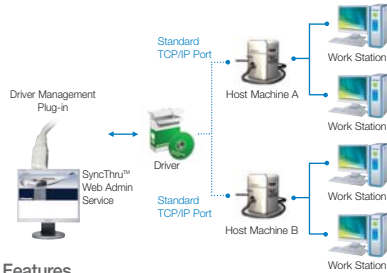 Standard
TCP/IP Port
Work Station
Driver Management
Plug-in
Host Machine A
Work Station
Driver
SyncThru™
Web Admin
Service
Standard
TCP/IP Port
Work Station
Host Machine B
Work Station
Features